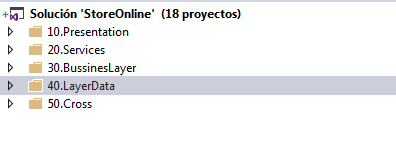 Solución 'StoreOnline' (18 proyectos)
10.Presentation
20.Services
30.BussinesLayer
40.LayerData
50.Cross